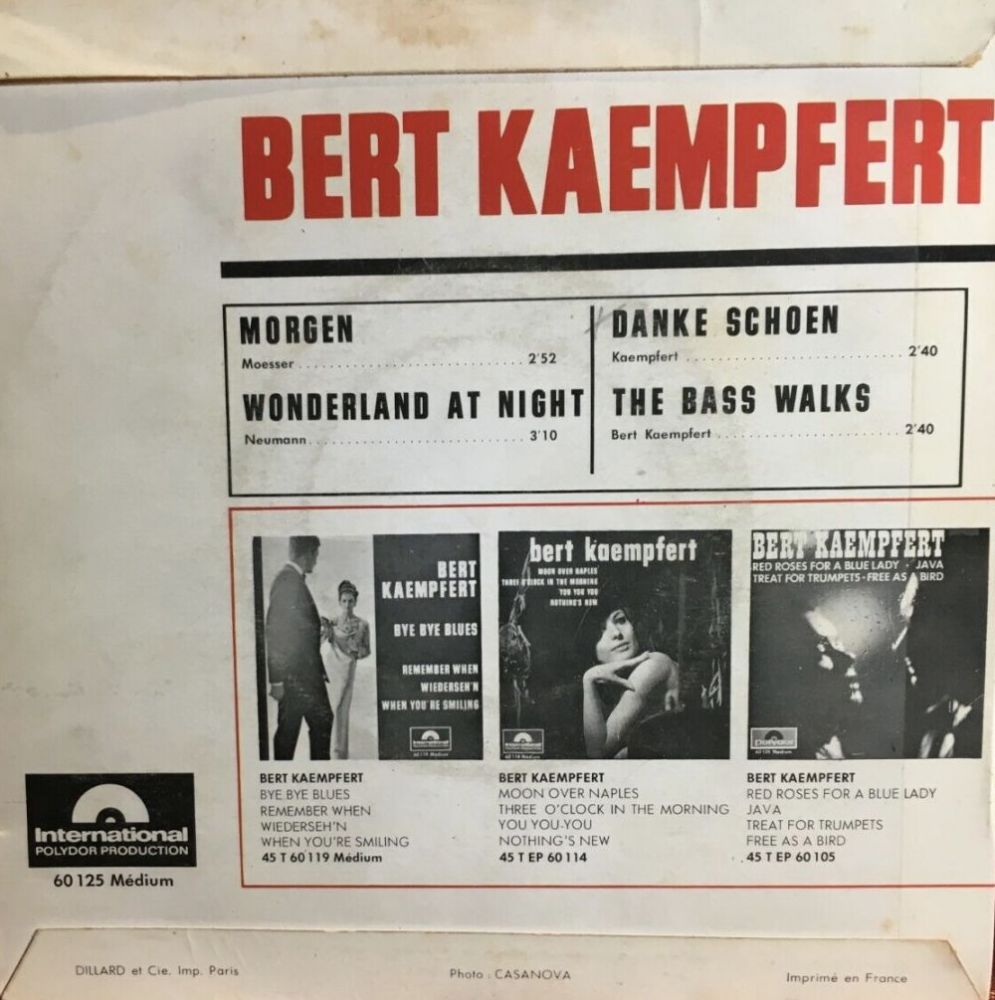 BERT KAEMPFERT
MORGEN
Moesser ............................ 2'52
WONDERLAND AT NIGHT
Neumann ............................ 3'10
DANKE SCHOEN
Kaempfert ............................ 2'40
THE BASS WALKS
Bert Kaempfert ........................ 2'40
BERT
KAEMPFERT
BYE BYE BLUES
REMEMBER WHEN
WIEDERSEH'N
WHEN YOU'RE SMILING
International
bert kaempfert
MOON OVER NAPLES
THREE O'CLOCK IN THE MORNING
YOU YOU YOU
NOTHING'S NEW
International
BERT KAEMPFERT
RED ROSES FOR A BLUE LADY - JAVA
TREAT FOR TRUMPETS - FREE AS A BIRD
Polydor
BERT KAEMPFERT
BYE BYE BLUES
REMEMBER WHEN
WIEDERSEH'N
WHEN YOU'RE SMILING
45 T 60 119 Médium
BERT KAEMPFERT
MOON OVER NAPLES
THREE O'CLOCK IN THE MORNING
YOU YOU-YOU
NOTHING'S NEW
45 T EP 60 114
BERT KAEMPFERT
RED ROSES FOR A BLUE LADY
JAVA
TREAT FOR TRUMPETS
FREE AS A BIRD
45 T EP 60 105
International
POLYDOR PRODUCTION
60 125 Médium
DILLARD et Cie. Imp. Paris
Photo : CASANOVA
Imprimé en France